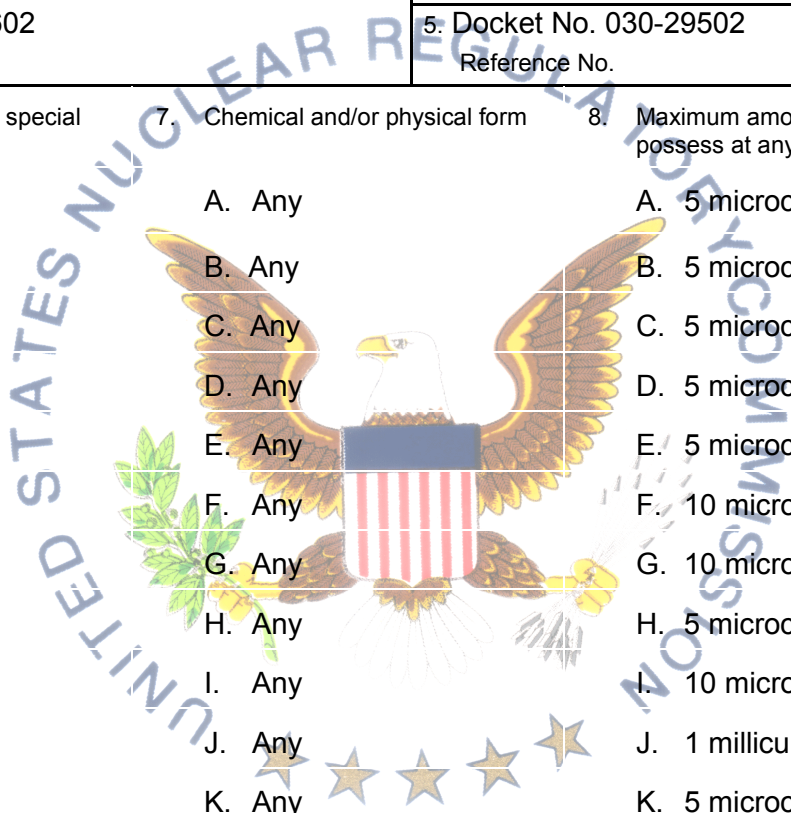 UNITED STATES NUCLEAR REGULATORY COMMISSION
602
5. Docket No. 030-29502
Reference No.
special 7. Chemical and/or physical form 8. Maximum amo
possess at any
A. Any A. 5 microc
B. Any B. 5 microc
C. Any C. 5 microc
D. Any D. 5 microc
E. Any E. 5 microc
F. Any F. 10 micro
G. Any G. 10 micro
H. Any H. 5 microc
I. Any I. 10 micro
J. Any J. 1 millicu
K. Any K. 5 microc